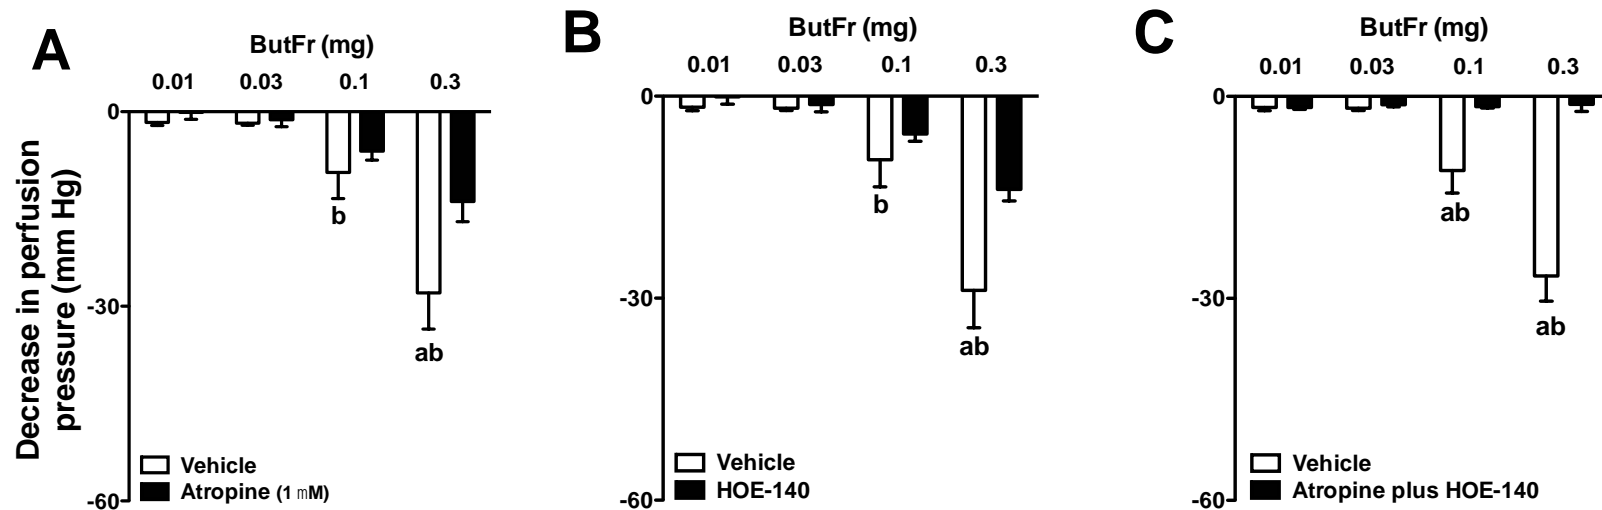 A
ButFr (mg)
0.01 0.03 0.1 0.3
0
-30
-60
Decrease in perfusion
pressure (mm Hg)
b
ab
Vehicle
Atropine (1 mM)
B
ButFr (mg)
0.01 0.03 0.1 0.3
0
-30
-60
b
ab
Vehicle
HOE-140
C
ButFr (mg)
0.01 0.03 0.1 0.3
0
-30
-60
ab
ab
Vehicle
Atropine plus HOE-140